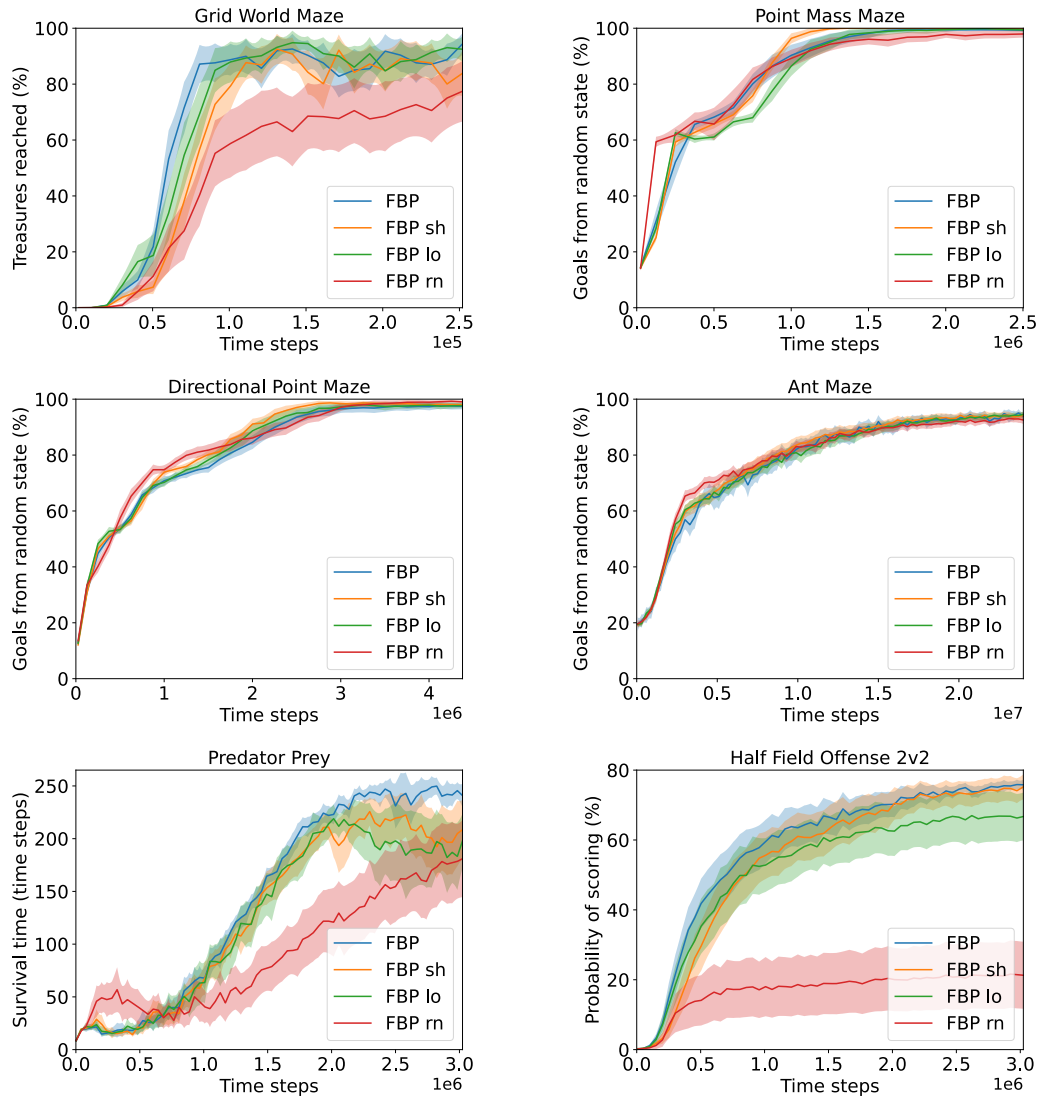 Grid World Maze
Treasures reached (%)
100
80
60
40
20
0
0.0 0.5 1.0 1.5 2.0 2.5
1e5
Time steps
FBP
FBP sh
FBP lo
FBP rn
Point Mass Maze
Goals from random state (%)
100
80
60
40
20
0
0.0 0.5 1.0 1.5 2.0 2.5
1e6
Time steps
FBP
FBP sh
FBP lo
FBP rn
Directional Point Maze
Goals from random state (%)
100
80
60
40
20
0
0 1 2 3 4
1e6
Time steps
FBP
FBP sh
FBP lo
FBP rn
Ant Maze
Goals from random state (%)
100
80
60
40
20
0
0.0 0.5 1.0 1.5 2.0
1e7
Time steps
FBP
FBP sh
FBP lo
FBP rn
Predator Prey
Survival time (time steps)
250
200
150
100
50
0
0.0 0.5 1.0 1.5 2.0 2.5 3.0
1e6
Time steps
FBP
FBP sh
FBP lo
FBP rn
Half Field Offense 2v2
Probability of scoring (%)
80
60
40
20
0
0.0 0.5 1.0 1.5 2.0 2.5 3.0
1e6
Time steps
FBP
FBP sh
FBP lo
FBP rn